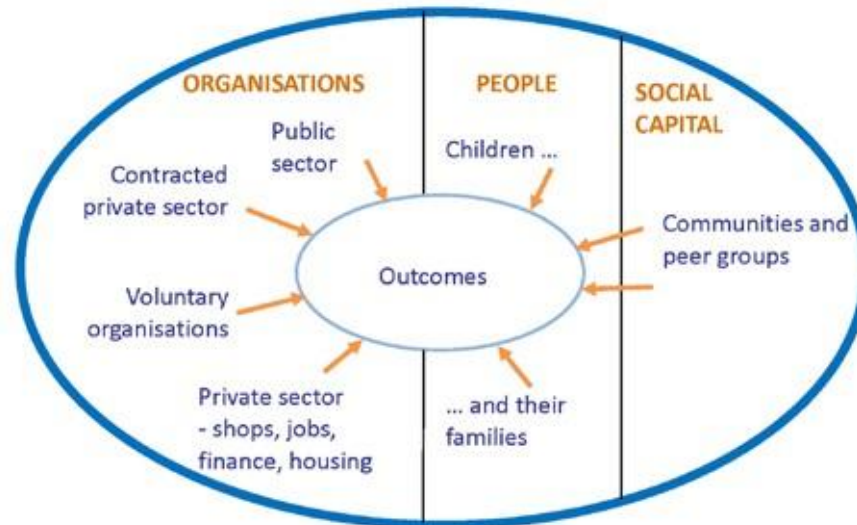 ORGANISATIONS
Public
sector
Contracted
private sector
Voluntary
organisations
Private sector
- shops, jobs,
finance, housing
Outcomes
PEOPLE
Children ...
... and their
families
SOCIAL
CAPITAL
Communities and
peer groups